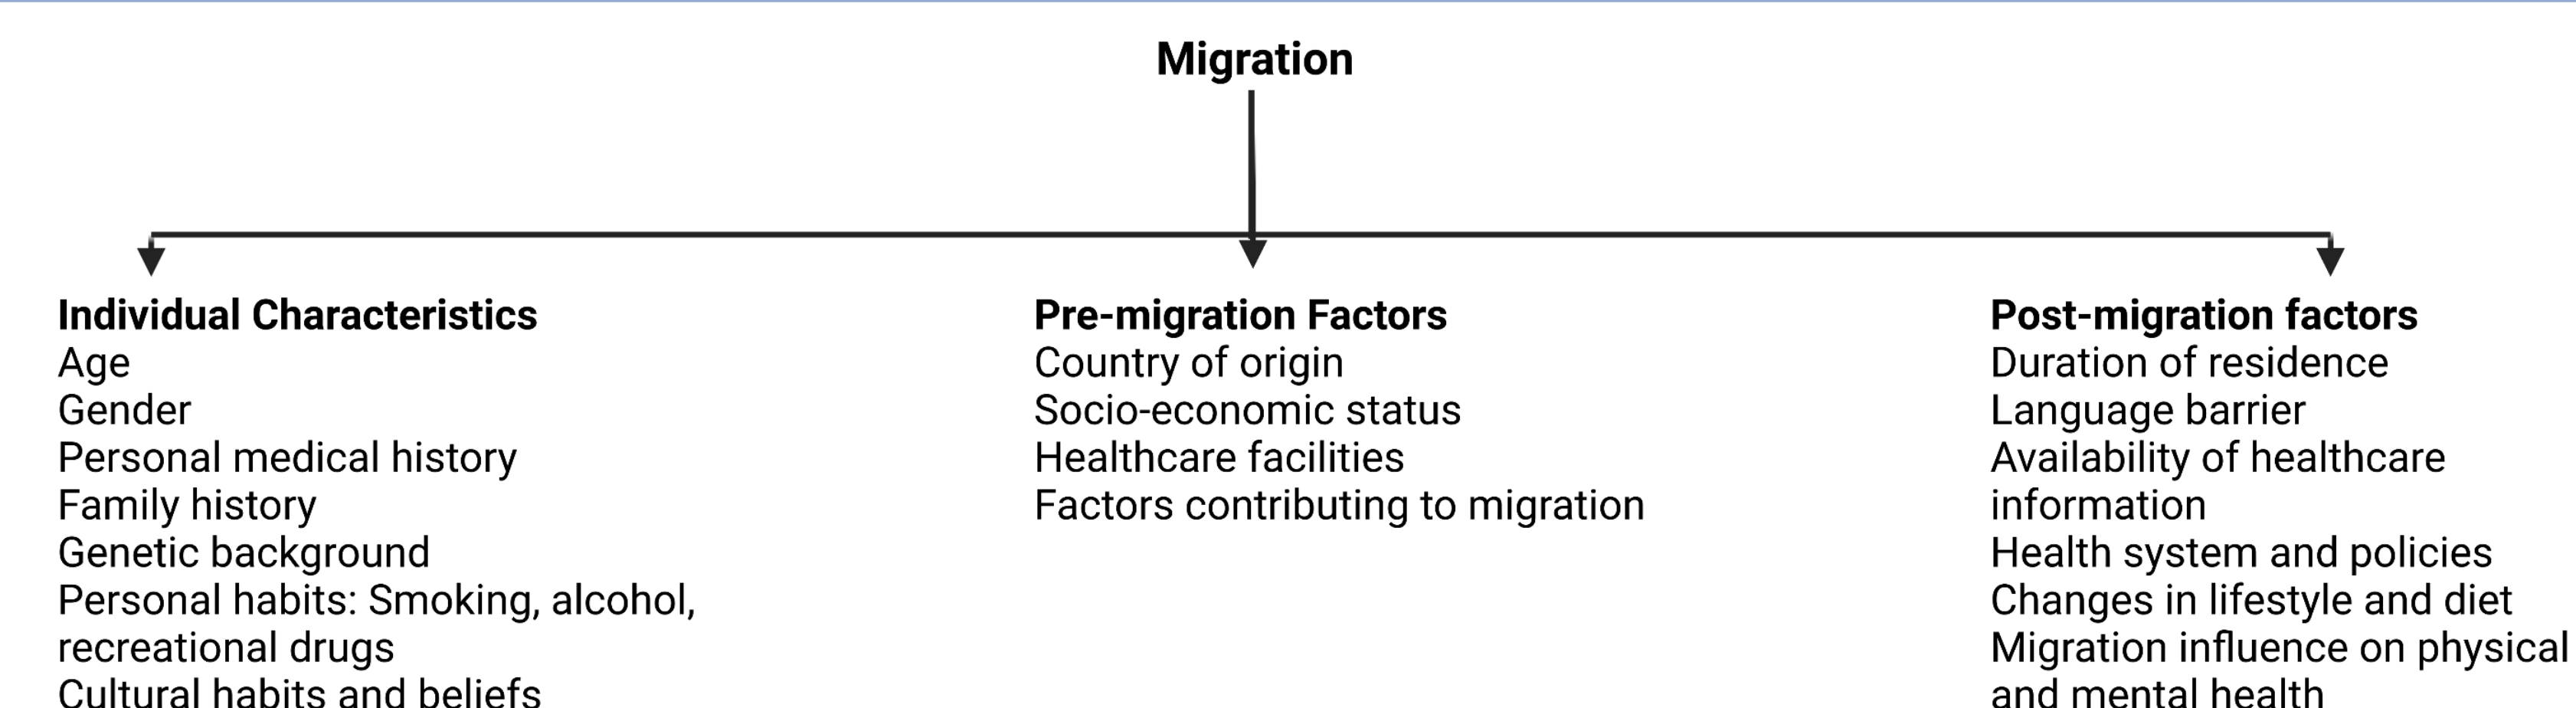 Migration
Individual Characteristics
Age
Gender
Personal medical history
Family history
Genetic background
Personal habits: Smoking, alcohol,
recreational drugs
Cultural habits and beliefs
Pre-migration Factors
Country of origin
Socio-economic status
Healthcare facilities
Factors contributing to migration
Post-migration factors
Duration of residence
Language barrier
Availability of healthcare
information
Health system and policies
Changes in lifestyle and diet
Migration influence on physical
and mental health